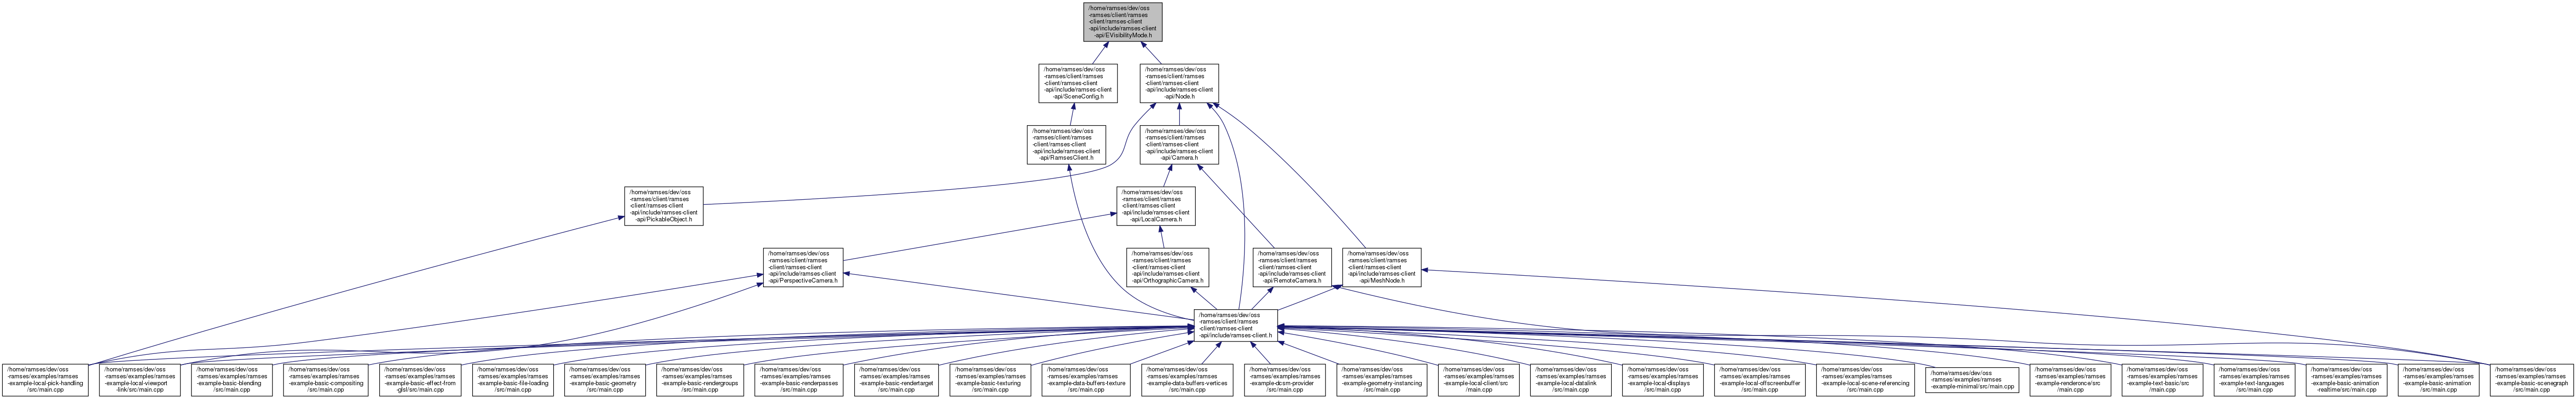 /home/ramses/dev/oss
-ramses/client/ramses
-client/ramses-client
-api/include/ramses-client
-api/EVisibilityMode.h
/home/ramses/dev/oss
-ramses/client/ramses
-client/ramses-client
-api/include/ramses-client
-api/SceneConfig.h
/home/ramses/dev/oss
-ramses/client/ramses
-client/ramses-client
-api/include/ramses-client
-api/Node.h
/home/ramses/dev/oss
-ramses/client/ramses
-client/ramses-client
-api/include/ramses-client
-api/RamsesClient.h
/home/ramses/dev/oss
-ramses/client/ramses
-client/ramses-client
-api/include/ramses-client
-api/Camera.h
/home/ramses/dev/oss
-ramses/client/ramses
-client/ramses-client
-api/include/ramses-client
-api/PickableObject.h
/home/ramses/dev/oss
-ramses/client/ramses
-client/ramses-client
-api/include/ramses-client
-api/LocalCamera.h
/home/ramses/dev/oss
-ramses/client/ramses
-client/ramses-client
-api/include/ramses-client
-api/PerspectiveCamera.h
/home/ramses/dev/oss
-ramses/client/ramses
-client/ramses-client
-api/include/ramses-client
-api/OrthographicCamera.h
/home/ramses/dev/oss
-ramses/client/ramses
-client/ramses-client
-api/include/ramses-client
-api/RemoteCamera.h
/home/ramses/dev/oss
-ramses/client/ramses
-client/ramses-client
-api/include/ramses-client
-api/MeshNode.h
/home/ramses/dev/oss
-ramses/client/ramses
-client/ramses-client
-api/include/ramses-client.h
/home/ramses/dev/oss
-ramses/examples/ramses
-example-local-pick-handling
/src/main.cpp
/home/ramses/dev/oss
-ramses/examples/ramses
-example-local-viewport
-link/src/main.cpp
/home/ramses/dev/oss
-ramses/examples/ramses
-example-basic-blending
/src/main.cpp
/home/ramses/dev/oss
-ramses/examples/ramses
-example-basic-compositing
/src/main.cpp
/home/ramses/dev/oss
-ramses/examples/ramses
-example-basic-effect-from
-glsl/src/main.cpp
/home/ramses/dev/oss
-ramses/examples/ramses
-example-basic-file-loading
/src/main.cpp
/home/ramses/dev/oss
-ramses/examples/ramses
-example-basic-geometry
/src/main.cpp
/home/ramses/dev/oss
-ramses/examples/ramses
-example-basic-rendergroups
/src/main.cpp
/home/ramses/dev/oss
-ramses/examples/ramses
-example-basic-renderpasses
/src/main.cpp
/home/ramses/dev/oss
-ramses/examples/ramses
-example-basic-rendertarget
/src/main.cpp
/home/ramses/dev/oss
-ramses/examples/ramses
-example-basic-texturing
/src/main.cpp
/home/ramses/dev/oss
-ramses/examples/ramses
-example-data-buffers-texture
/src/main.cpp
/home/ramses/dev/oss
-ramses/examples/ramses
-example-data-buffers-vertices
/src/main.cpp
/home/ramses/dev/oss
-ramses/examples/ramses
-example-dcsm-provider
/src/main.cpp
/home/ramses/dev/oss
-ramses/examples/ramses
-example-geometry-instancing
/src/main.cpp
/home/ramses/dev/oss
-ramses/examples/ramses
-example-local-client/src
/main.cpp
/home/ramses/dev/oss
-ramses/examples/ramses
-example-local-datalink
/src/main.cpp
/home/ramses/dev/oss
-ramses/examples/ramses
-example-local-displays
/src/main.cpp
/home/ramses/dev/oss
-ramses/examples/ramses
-example-local-offscreenbuffer
/src/main.cpp
/home/ramses/dev/oss
-ramses/examples/ramses
-example-local-scene-referencing
/src/main.cpp
/home/ramses/dev/oss
-ramses/examples/ramses
-example-minimal/src/main.cpp
/home/ramses/dev/oss
-ramses/examples/ramses
-example-renderonce/src
/main.cpp
/home/ramses/dev/oss
-ramses/examples/ramses
-example-text-basic/src
/main.cpp
/home/ramses/dev/oss
-ramses/examples/ramses
-example-text-languages
/src/main.cpp
/home/ramses/dev/oss
-ramses/examples/ramses
-example-basic-animation
-realtime/src/main.cpp
/home/ramses/dev/oss
-ramses/examples/ramses
-example-basic-animation
/src/main.cpp
/home/ramses/dev/oss
-ramses/examples/ramses
-example-basic-scenegraph
/src/main.cpp